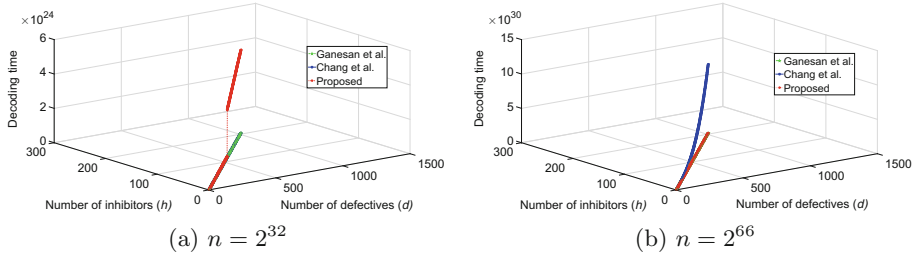 ×10^24
6
4
2
0
Decoding time
300
200
100
0
Number of inhibitors (h)
0
500
1000
1500
Number of defectives (d)
Ganesan et al.
Chang et al.
Proposed
(a) n = 2^32
×10^30
15
10
5
0
Decoding time
300
200
100
0
Number of inhibitors (h)
0
500
1000
1500
Number of defectives (d)
Ganesan et al.
Chang et al.
Proposed
(b) n = 2^66